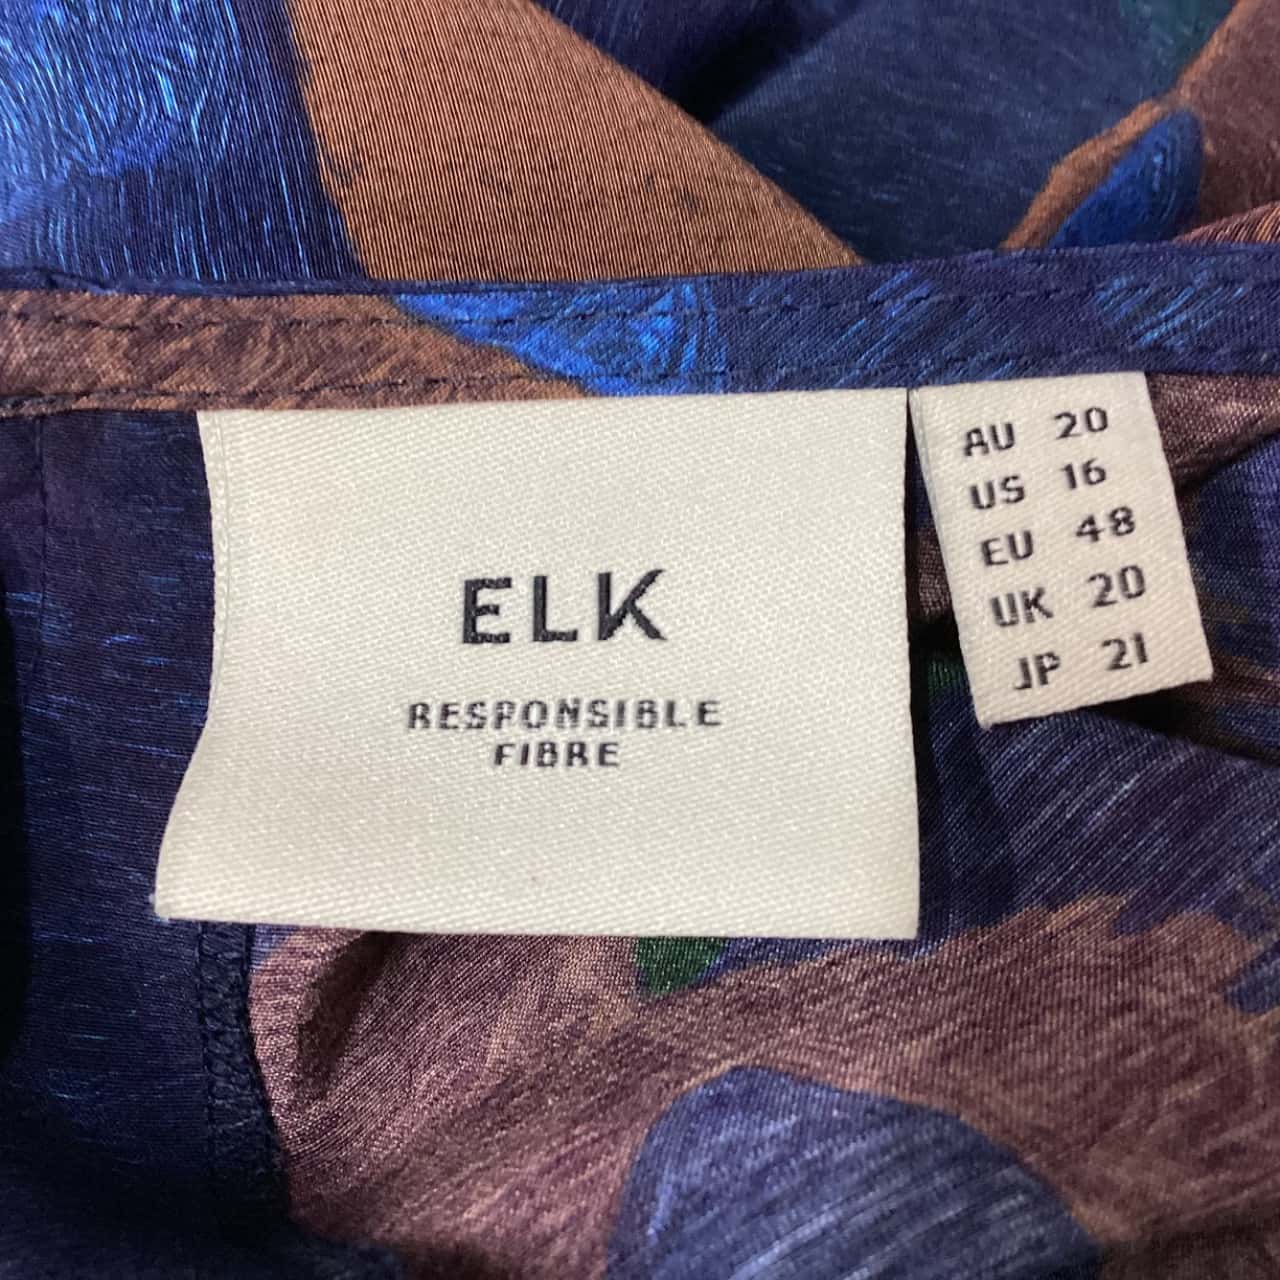 ELK
RESPONSIBLE
FIBRE
AU 20
US 16
EU 48
UK 20
JP 21